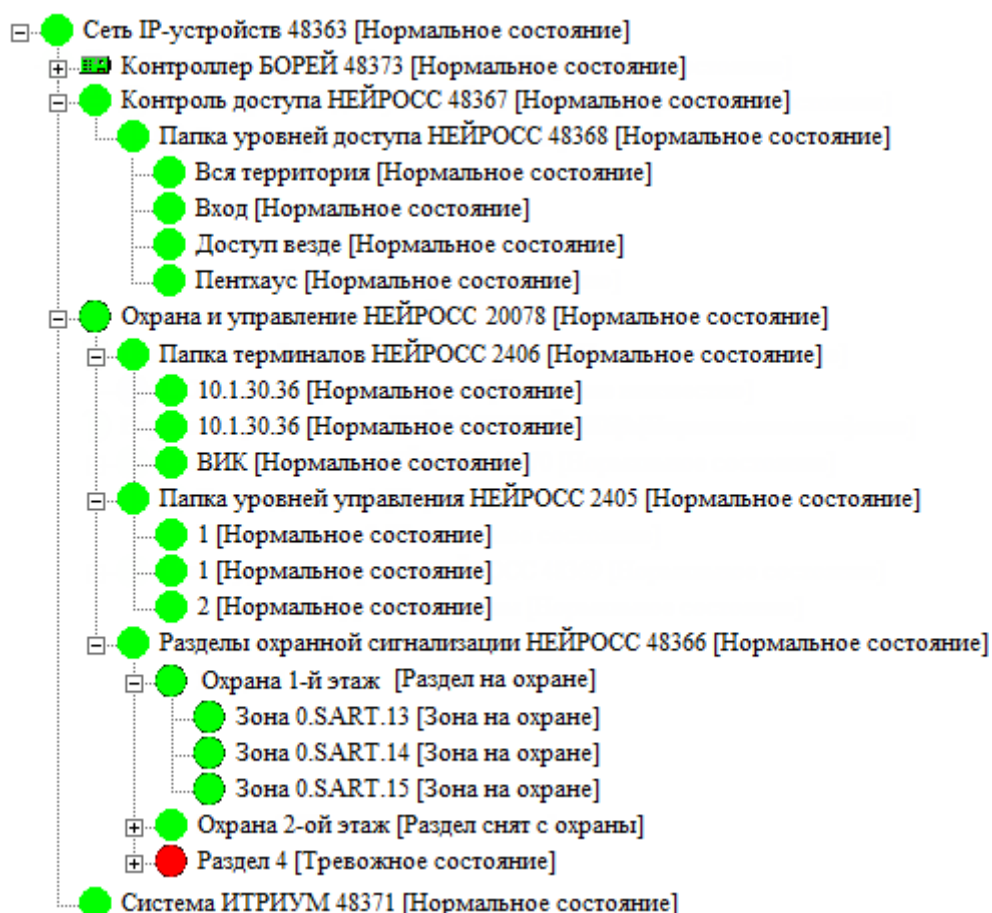 Сеть IP-устройств 48363 [Нормальное состояние]
Контроллер БОРЕЙ 48373 [Нормальное состояние]
Контроль доступа НЕЙРОСС 48367 [Нормальное состояние]
Папка уровней доступа НЕЙРОСС 48368 [Нормальное состояние]
Вся территория [Нормальное состояние]
Вход [Нормальное состояние]
Доступ везде [Нормальное состояние]
Пентхаус [Нормальное состояние]
Охрана и управление НЕЙРОСС 20078 [Нормальное состояние]
Папка терминалов НЕЙРОСС 2406 [Нормальное состояние]
10.1.30.36 [Нормальное состояние]
10.1.30.36 [Нормальное состояние]
ВИК [Нормальное состояние]
Папка уровней управления НЕЙРОСС 2405 [Нормальное состояние]
1 [Нормальное состояние]
1 [Нормальное состояние]
2 [Нормальное состояние]
Разделы охранной сигнализации НЕЙРОСС 48366 [Нормальное состояние]
Охрана 1-й этаж [Раздел на охране]
Зона 0.SART.13 [Зона на охране]
Зона 0.SART.14 [Зона на охране]
Зона 0.SART.15 [Зона на охране]
Охрана 2-ой этаж [Раздел снят с охраны]
Раздел 4 [Тревожное состояние]
Система ИТРИУМ 48371 [Нормальное состояние]